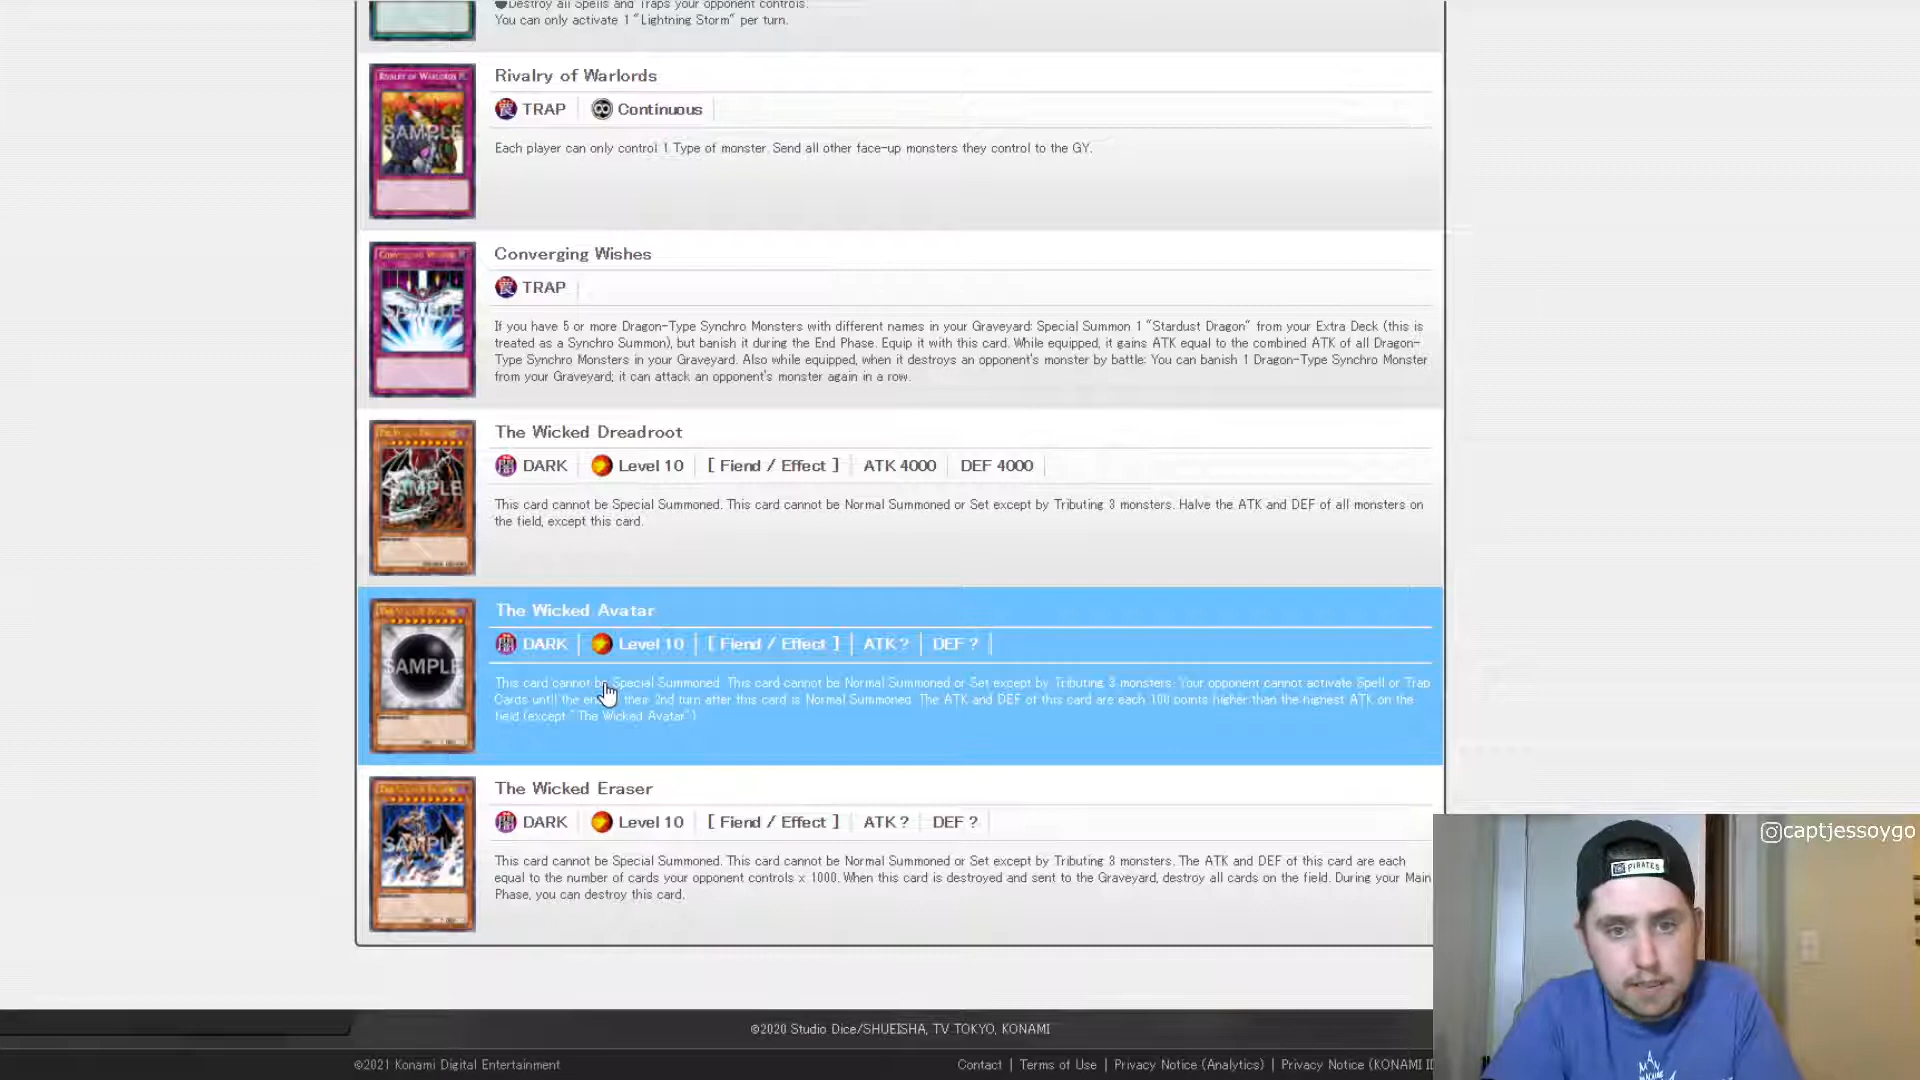 ●Destroy all Spells and Traps your opponent controls.
You can only activate 1 "Lightning Storm" per turn.
RIVALRY OF WARLORDS
SAMPLE
Rivalry of Warlords
罠 TRAP Continuous
Each player can only control 1 Type of monster. Send all other face-up monsters they control to the GY.
CONVERGING WISHES
SAMPLE
Converging Wishes
罠 TRAP
If you have 5 or more Dragon-Type Synchro Monsters with different names in your Graveyard: Special Summon 1 "Stardust Dragon" from your Extra Deck (this is
treated as a Synchro Summon), but banish it during the End Phase. Equip it with this card. While equipped, it gains ATK equal to the combined ATK of all Dragon-
Type Synchro Monsters in your Graveyard. Also while equipped, when it destroys an opponent's monster by battle: You can banish 1 Dragon-Type Synchro Monster
from your Graveyard; it can attack an opponent's monster again in a row.
SAMPLE
The Wicked Dreadroot
闇 DARK Level 10 [ Fiend / Effect ] ATK 4000 DEF 4000
This card cannot be Special Summoned. This card cannot be Normal Summoned or Set except by Tributing 3 monsters. Halve the ATK and DEF of all monsters on
the field, except this card.
SAMPLE
The Wicked Avatar
闇 DARK Level 10 [ Fiend / Effect ] ATK ? DEF ?
This card cannot be Special Summoned. This card cannot be Normal Summoned or Set except by Tributing 3 monsters. Your opponent cannot activate Spell or Trap
Cards until the en their 2nd turn after this card is Normal Summoned. The ATK and DEF of this card are each 100 points higher than the highest ATK on the
field (except "The Wicked Avatar").
SAMPLE
The Wicked Eraser
闇 DARK Level 10 [ Fiend / Effect ] ATK ? DEF ?
This card cannot be Special Summoned. This card cannot be Normal Summoned or Set except by Tributing 3 monsters. The ATK and DEF of this card are each
equal to the number of cards your opponent controls x 1000. When this card is destroyed and sent to the Graveyard, destroy all cards on the field. During your Main
Phase, you can destroy this card.
©2020 Studio Dice/SHUEISHA, TV TOKYO, KONAMI
©2021 Konami Digital Entertainment
Contact | Terms of Use | Privacy Notice (Analytics) | Privacy Notice (KONAMI ID
captjessoygo
PIRATES